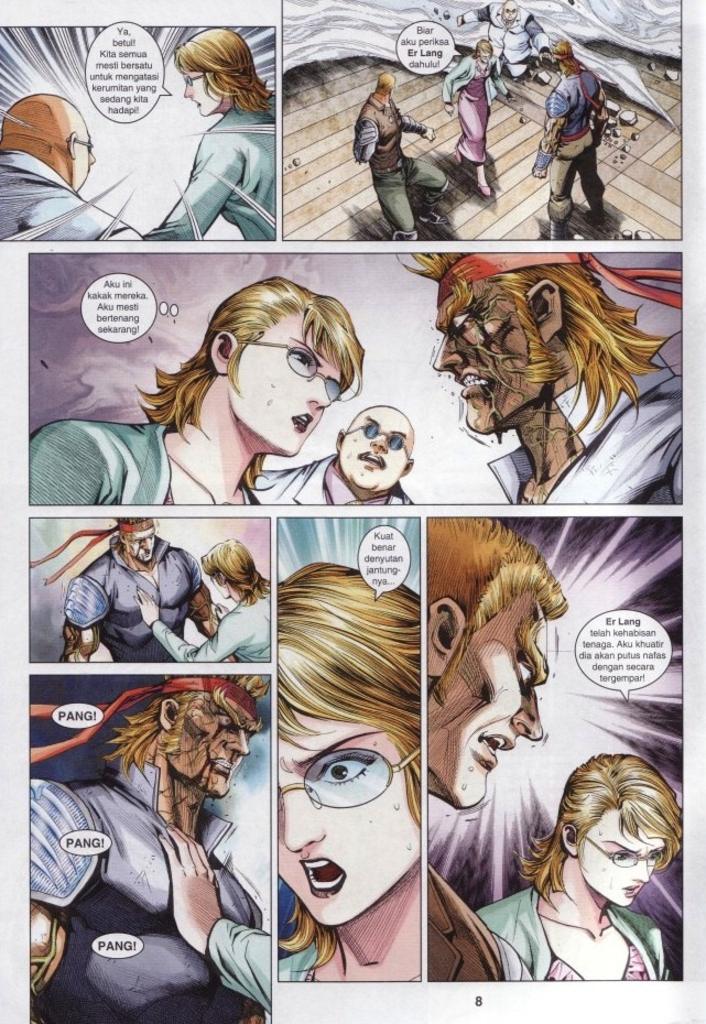 Ya,
betul!
Kita semua
mesti bersatu
untuk mengatasi
kerumitan yang
sedang kita
hadapi!
Biar
aku periksa
Er Lang
dahulu!
Aku ini
kakak mereka.
Aku mesti
bertenang
sekarang!
Kuat
benar
denyutan
jantung-
nya...
Er Lang
telah kehabisan
tenaga. Aku khuatir
dia akan putus nafas
dengan secara
tergempar!
PANG!
PANG!
PANG!
8